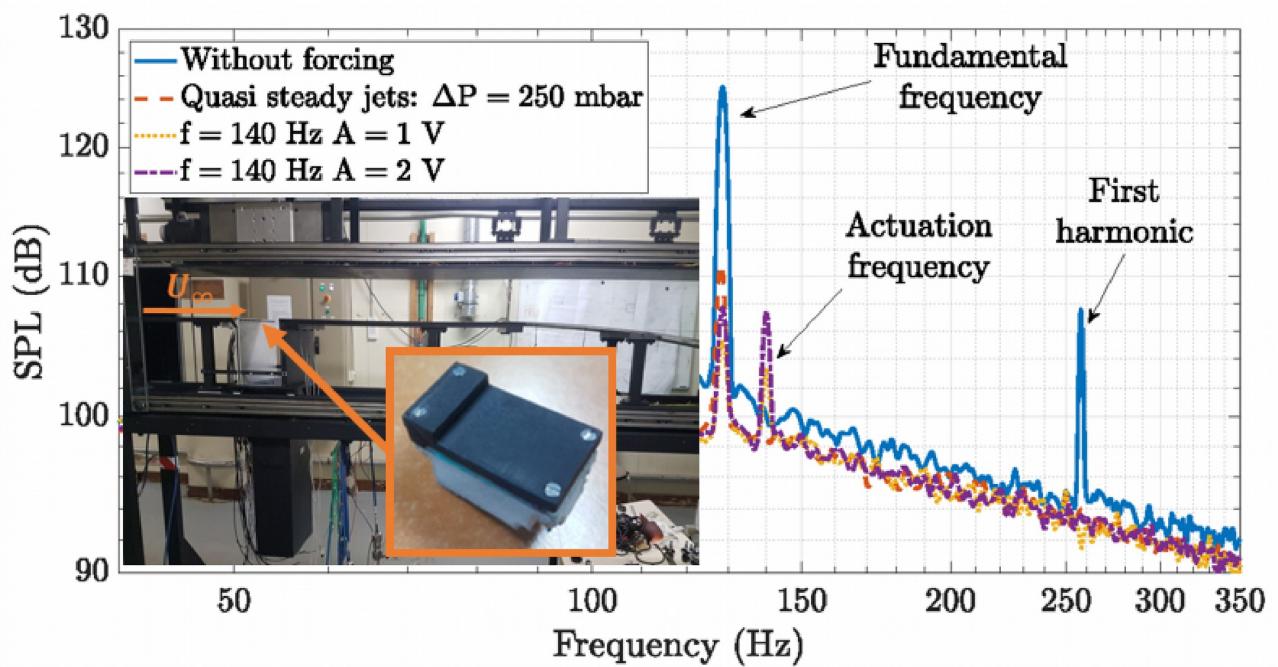 130
120
110
100
90
SPL (dB)
Without forcing
Quasi steady jets: ΔP = 250 mbar
f = 140 Hz A = 1 V
f = 140 Hz A = 2 V
U∞
Fundamental
frequency
Actuation
frequency
First
harmonic
50 100 150 200 250 300 350
Frequency (Hz)